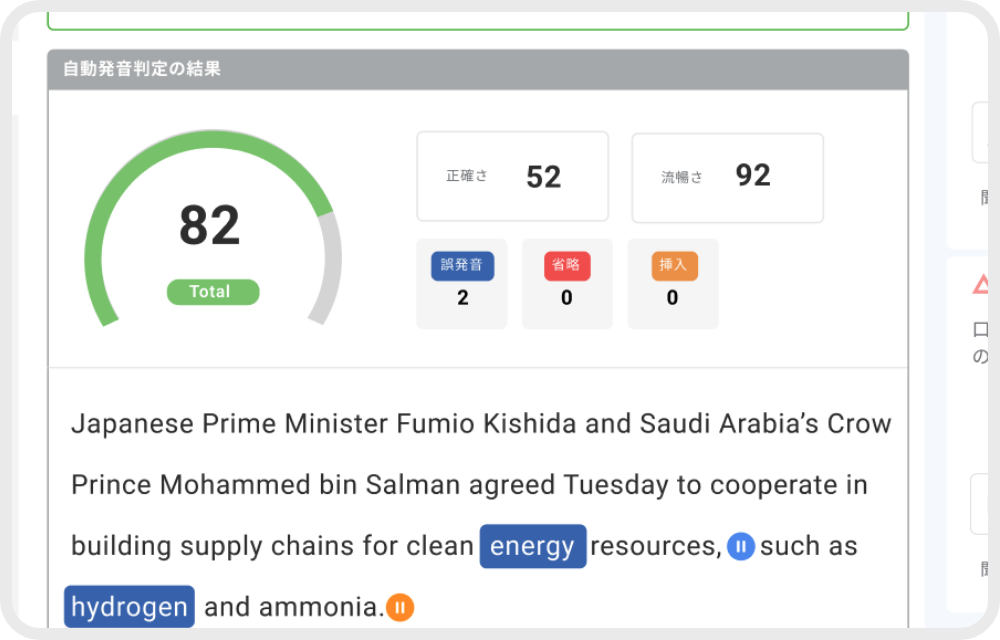 自動発音判定の結果
82
Total
正確さ 52
流暢さ 92
誤発音
2
省略
0
挿入
0
Japanese Prime Minister Fumio Kishida and Saudi Arabia’s Crow
Prince Mohammed bin Salman agreed Tuesday to cooperate in
building supply chains for clean energy resources, such as
hydrogen and ammonia.
口
の